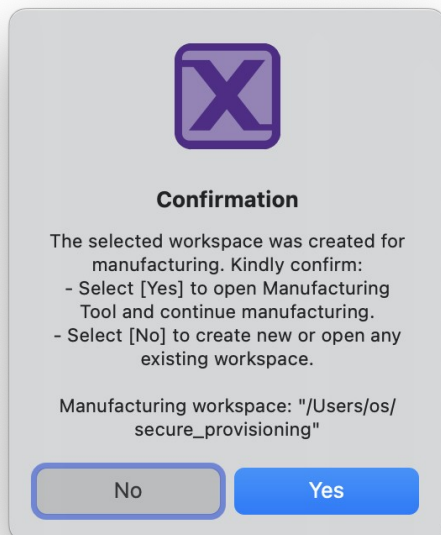 Confirmation
The selected workspace was created for
manufacturing. Kindly confirm:
- Select [Yes] to open Manufacturing
Tool and continue manufacturing.
- Select [No] to create new or open any
existing workspace.
Manufacturing workspace: "/Users/os/
secure_provisioning"
No
Yes